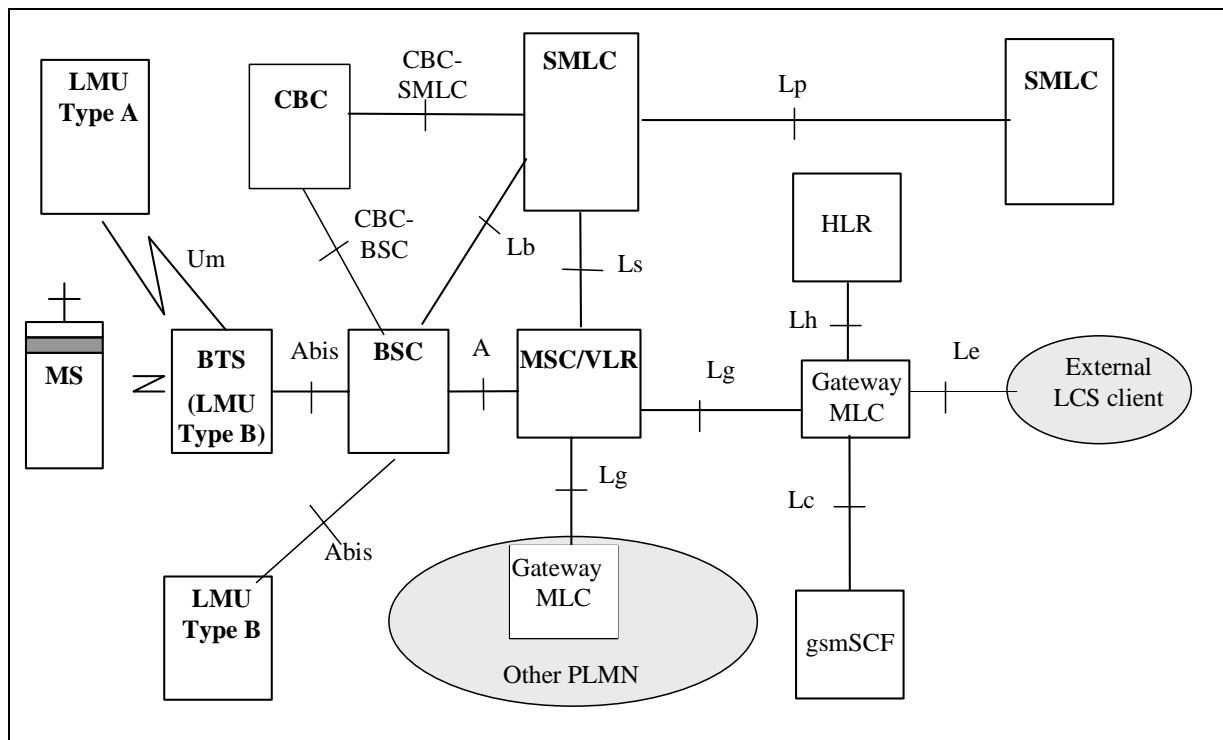 LMU
Type A
CBC
CBC-
SMLC
SMLC
Lp
SMLC
Um
CBC-
BSC
Lb
Ls
HLR
Lh
MS
BTS
(LMU
Type B)
Abis
BSC
A
MSC/VLR
Lg
Gateway
MLC
Le
External
LCS client
Lg
Lc
Abis
LMU
Type B
Gateway
MLC
Other PLMN
gsmSCF